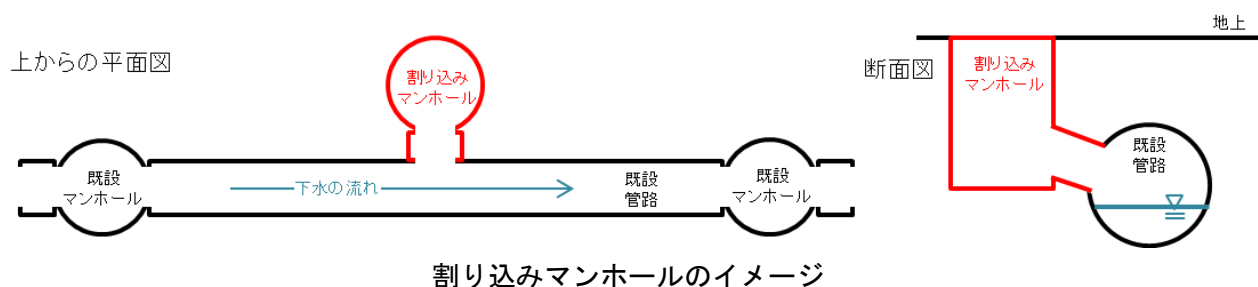 上からの平面図
割り込み
マンホール
既設
マンホール
下水の流れ
既設
管路
既設
マンホール
地上
断面図
割り込み
マンホール
既設
管路
割り込みマンホールのイメージ